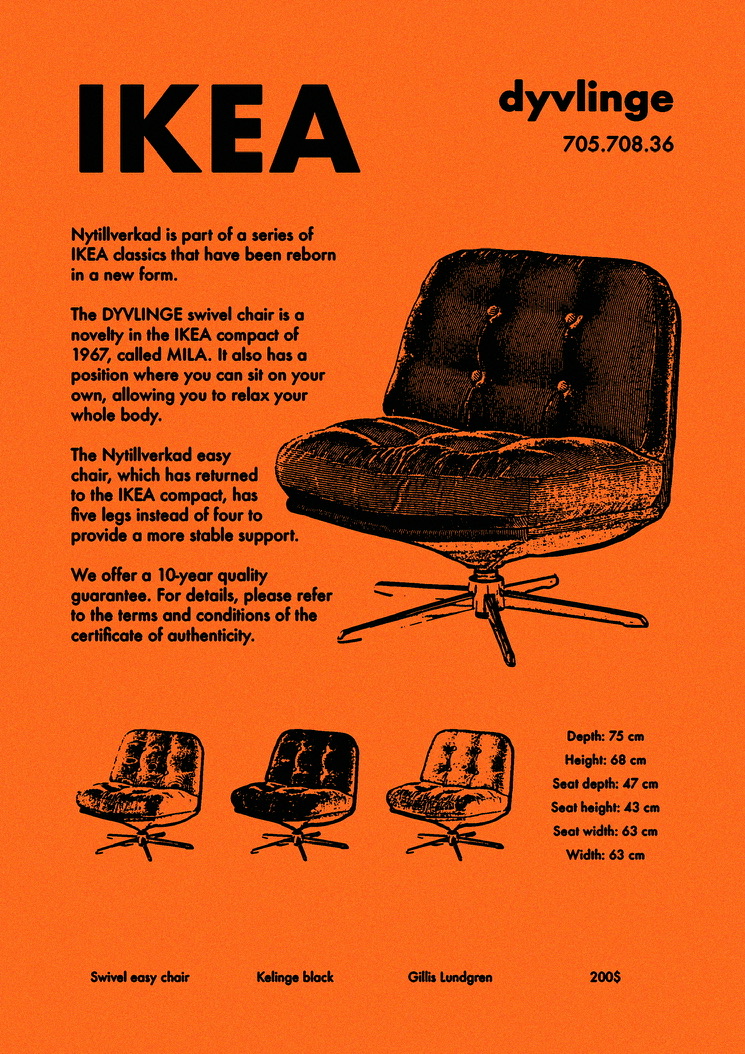 IKEA
dyvlinge
705.708.36
Nytillverkad is part of a series of
IKEA classics that have been reborn
in a new form.
The DYVLINGE swivel chair is a
novelty in the IKEA compact of
1967, called MILA. It also has a
position where you can sit on your
own, allowing you to relax your
whole body.
The Nytillverkad easy
chair, which has returned
to the IKEA compact, has
five legs instead of four to
provide a more stable support.
We offer a 10-year quality
guarantee. For details, please refer
to the terms and conditions of the
certificate of authenticity.
Depth: 75 cm
Height: 68 cm
Seat depth: 47 cm
Seat height: 43 cm
Seat width: 63 cm
Width: 63 cm
Swivel easy chair
Kelinge black
Gillis Lundgren
200$